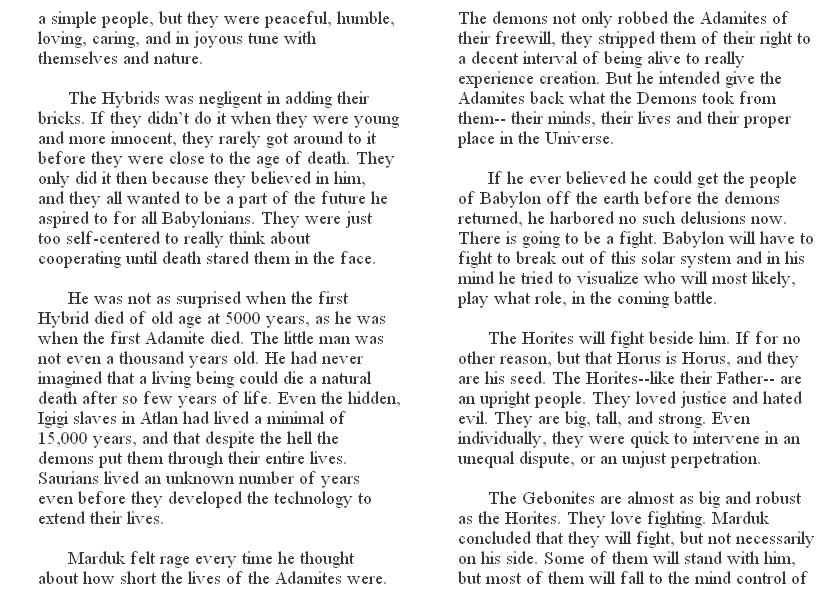 a simple people, but they were peaceful, humble,
loving, caring, and in joyous tune with
themselves and nature.
The Hybrids was negligent in adding their
bricks. If they didn't do it when they were young
and more innocent, they rarely got around to it
before they were close to the age of death. They
only did it then because they believed in him,
and they all wanted to be a part of the future he
aspired to for all Babylonians. They were just
too self-centered to really think about
cooperating until death stared them in the face.
He was not as surprised when the first
Hybrid died of old age at 5000 years, as he was
when the first Adamite died. The little man was
not even a thousand years old. He had never
imagined that a living being could die a natural
death after so few years of life. Even the hidden,
Igigi slaves in Atlan had lived a minimal of
15,000 years, and that despite the hell the
demons put them through their entire lives.
Saurians lived an unknown number of years
even before they developed the technology to
extend their lives.
Marduk felt rage every time he thought
about how short the lives of the Adamites were.
The demons not only robbed the Adamites of
their freewill, they stripped them of their right to
a decent interval of being alive to really
experience creation. But he intended give the
Adamites back what the Demons took from
them-- their minds, their lives and their proper
place in the Universe.
If he ever believed he could get the people
of Babylon off the earth before the demons
returned, he harbored no such delusions now.
There is going to be a fight. Babylon will have to
fight to break out of this solar system and in his
mind he tried to visualize who will most likely,
play what role, in the coming battle.
The Horites will fight beside him. If for no
other reason, but that Horus is Horus, and they
are his seed. The Horites--like their Father-- are
an upright people. They loved justice and hated
evil. They are big, tall, and strong. Even
individually, they were quick to intervene in an
unequal dispute, or an unjust perpetration.
The Gebonites are almost as big and robust
as the Horites. They love fighting. Marduk
concluded that they will fight, but not necessarily
on his side. Some of them will stand with him,
but most of them will fall to the mind control of